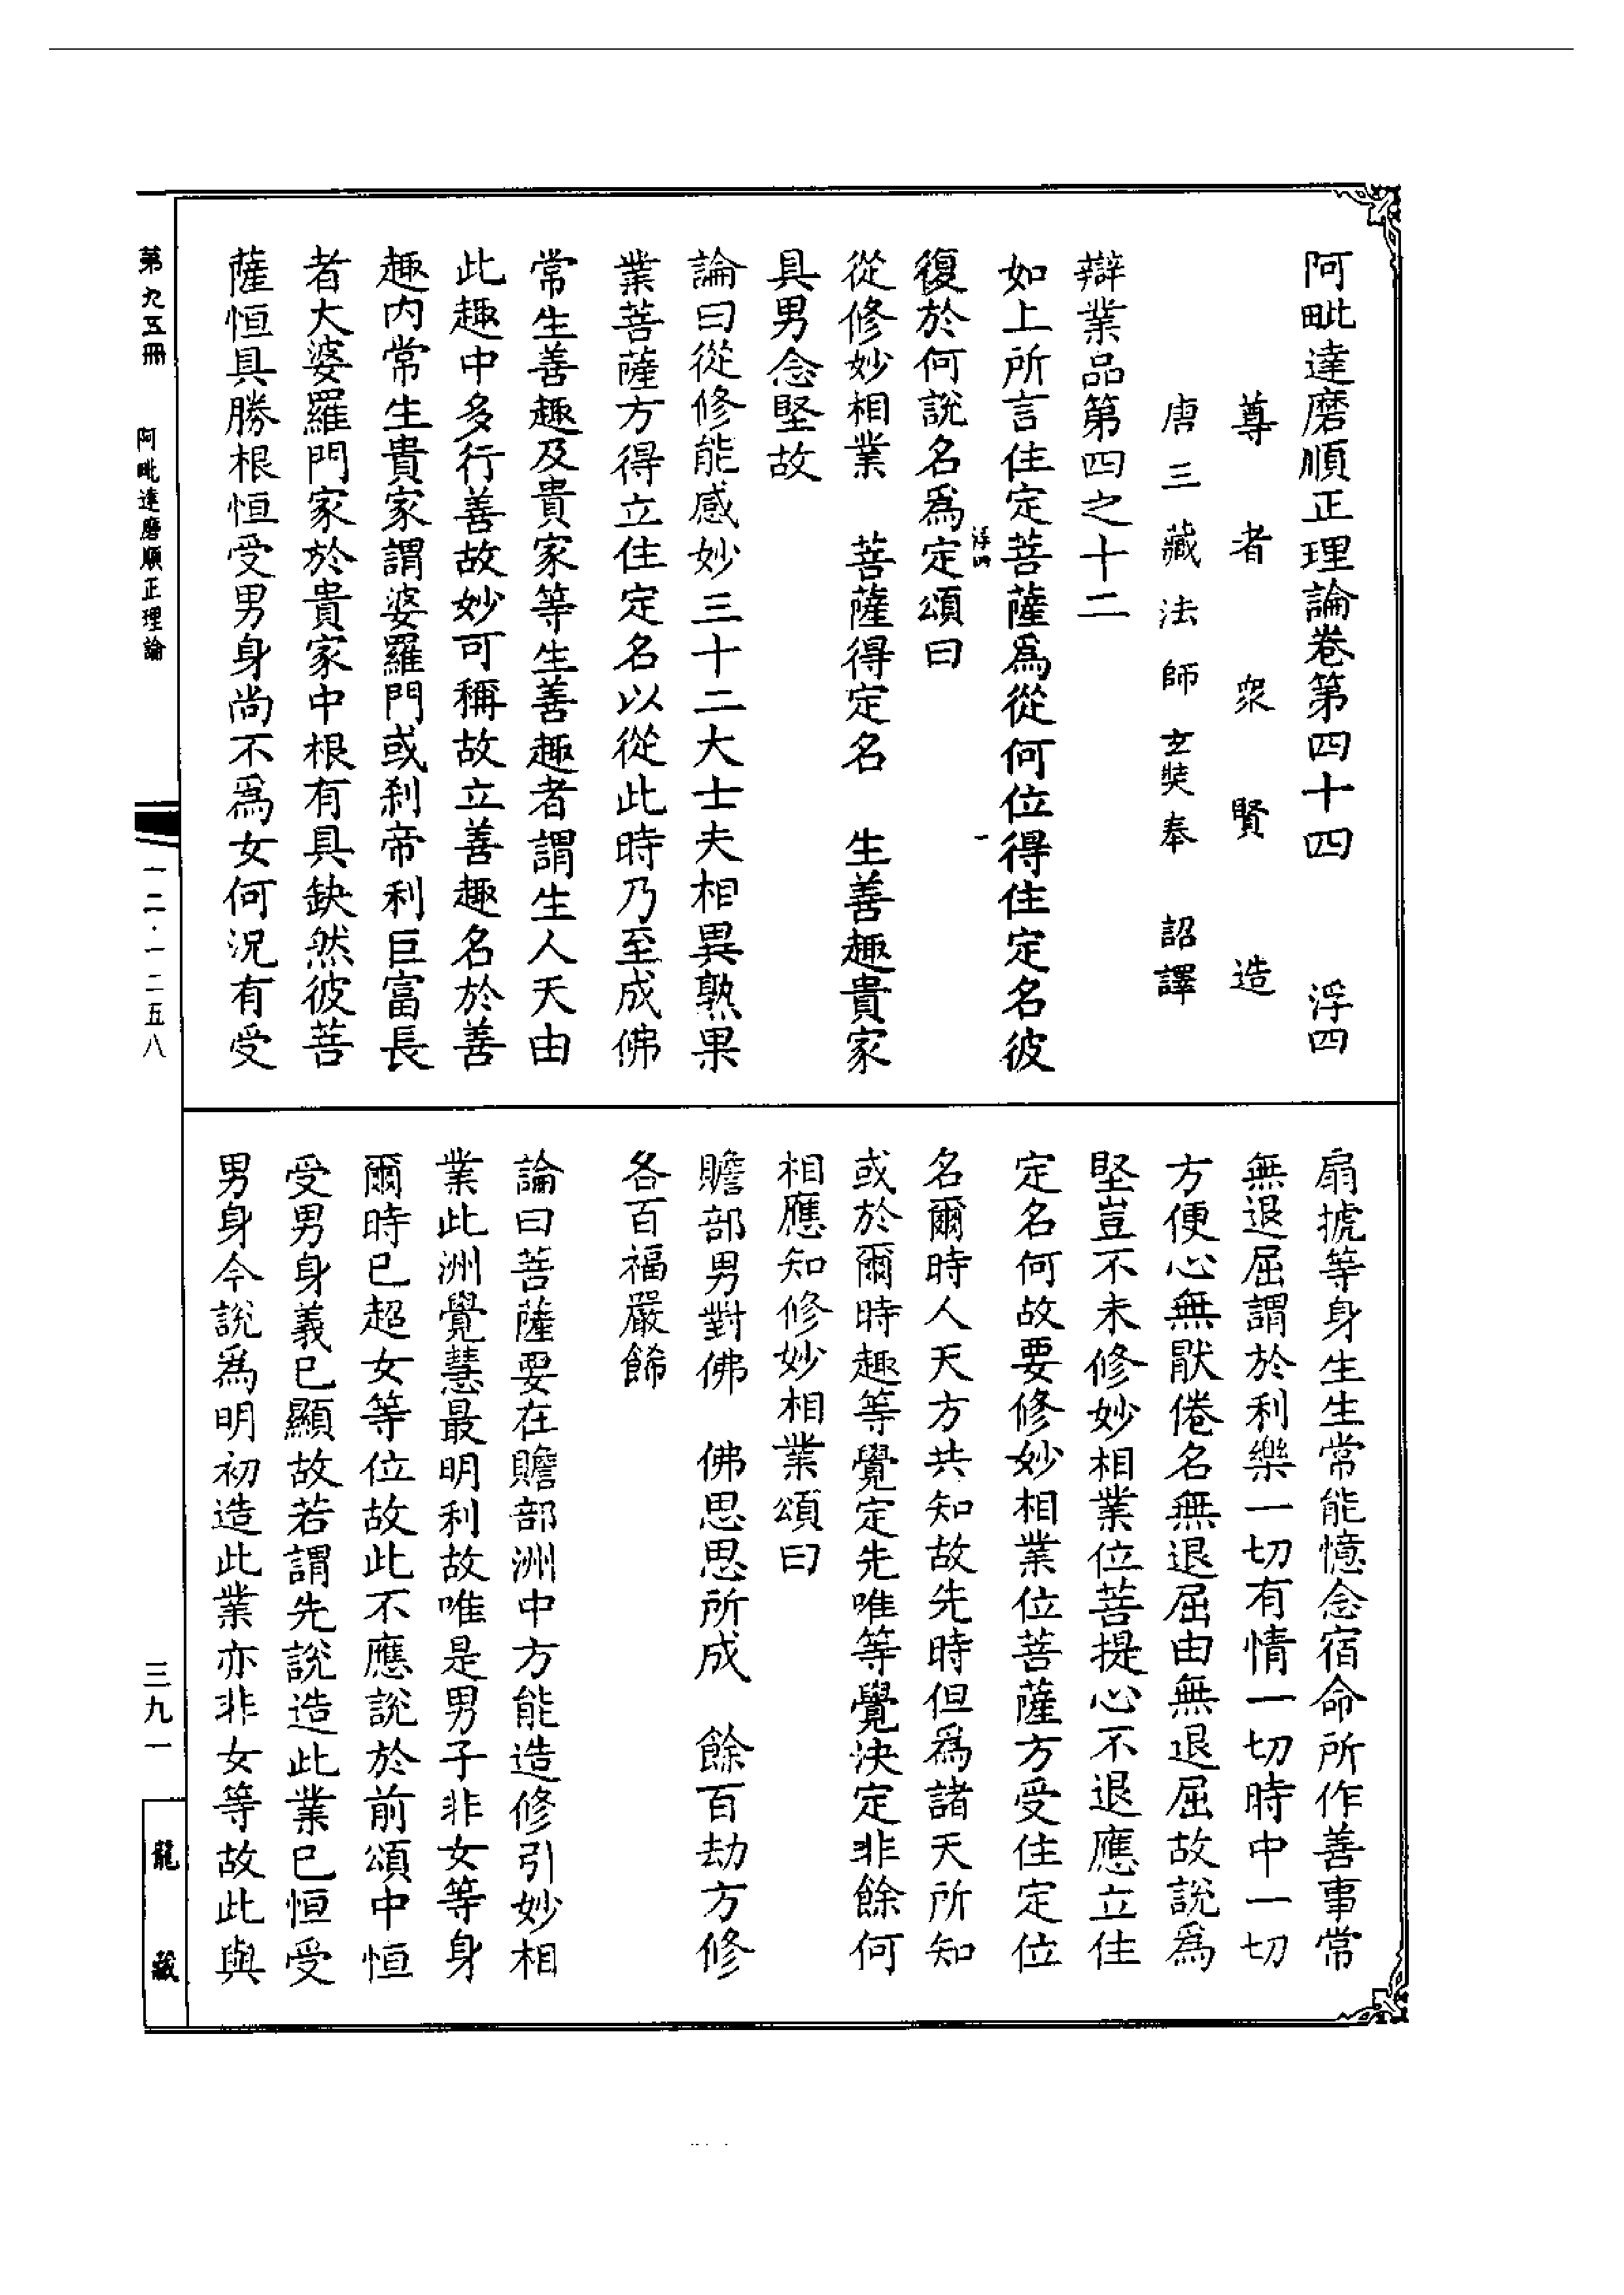 阿毗達磨順正理論卷第四十四 浮四
尊者衆賢造
唐三藏法師玄奘奉 詔譯
辯業品第四之十二
如上所言住定菩薩爲從何位得住定名彼
復於何說名爲定頌曰
從修妙相業 菩薩得定名 生善趣貴家
具男念堅故
論曰從修能感妙三十二大士夫相異熟果
業菩薩方得立住定名以從此時乃至成佛
常生善趣及貴家等生善趣者謂生人天由
此趣中多行善故妙可稱故立善趣名於善
趣內常生貴家謂婆羅門或刹帝利巨富長
者大婆羅門家於貴家中根有具缺然彼菩
薩恒具勝根恒受男身尚不爲女何況有受
扇搋等身生生常能憶念宿命所作善事常
無退屈謂於利樂一切有情一切時中一切
方便心無厭倦名無退屈由無退屈故說爲
堅豈不未修妙相業位菩提心不退應立住
定名何故要修妙相業位菩薩方受住定位
名爾時人天方共知故先時但爲諸天所知
或於爾時趣等覺定先唯等覺決定非餘何
相應知修妙相業頌曰
贍部男對佛 佛思思所成 餘百劫方修
各百福嚴飾
論曰菩薩要在贍部洲中方能造修引妙相
業此洲覺慧最明利故唯是男子非女等身
爾時已超女等位故此不應說於前頌中恒
受男身義已顯故若謂先說造此業已恒受
男身今說爲明初造此業亦非女等故此與
第九五冊 阿毗達磨順正理論
一二·一二五八
三九一
龍藏